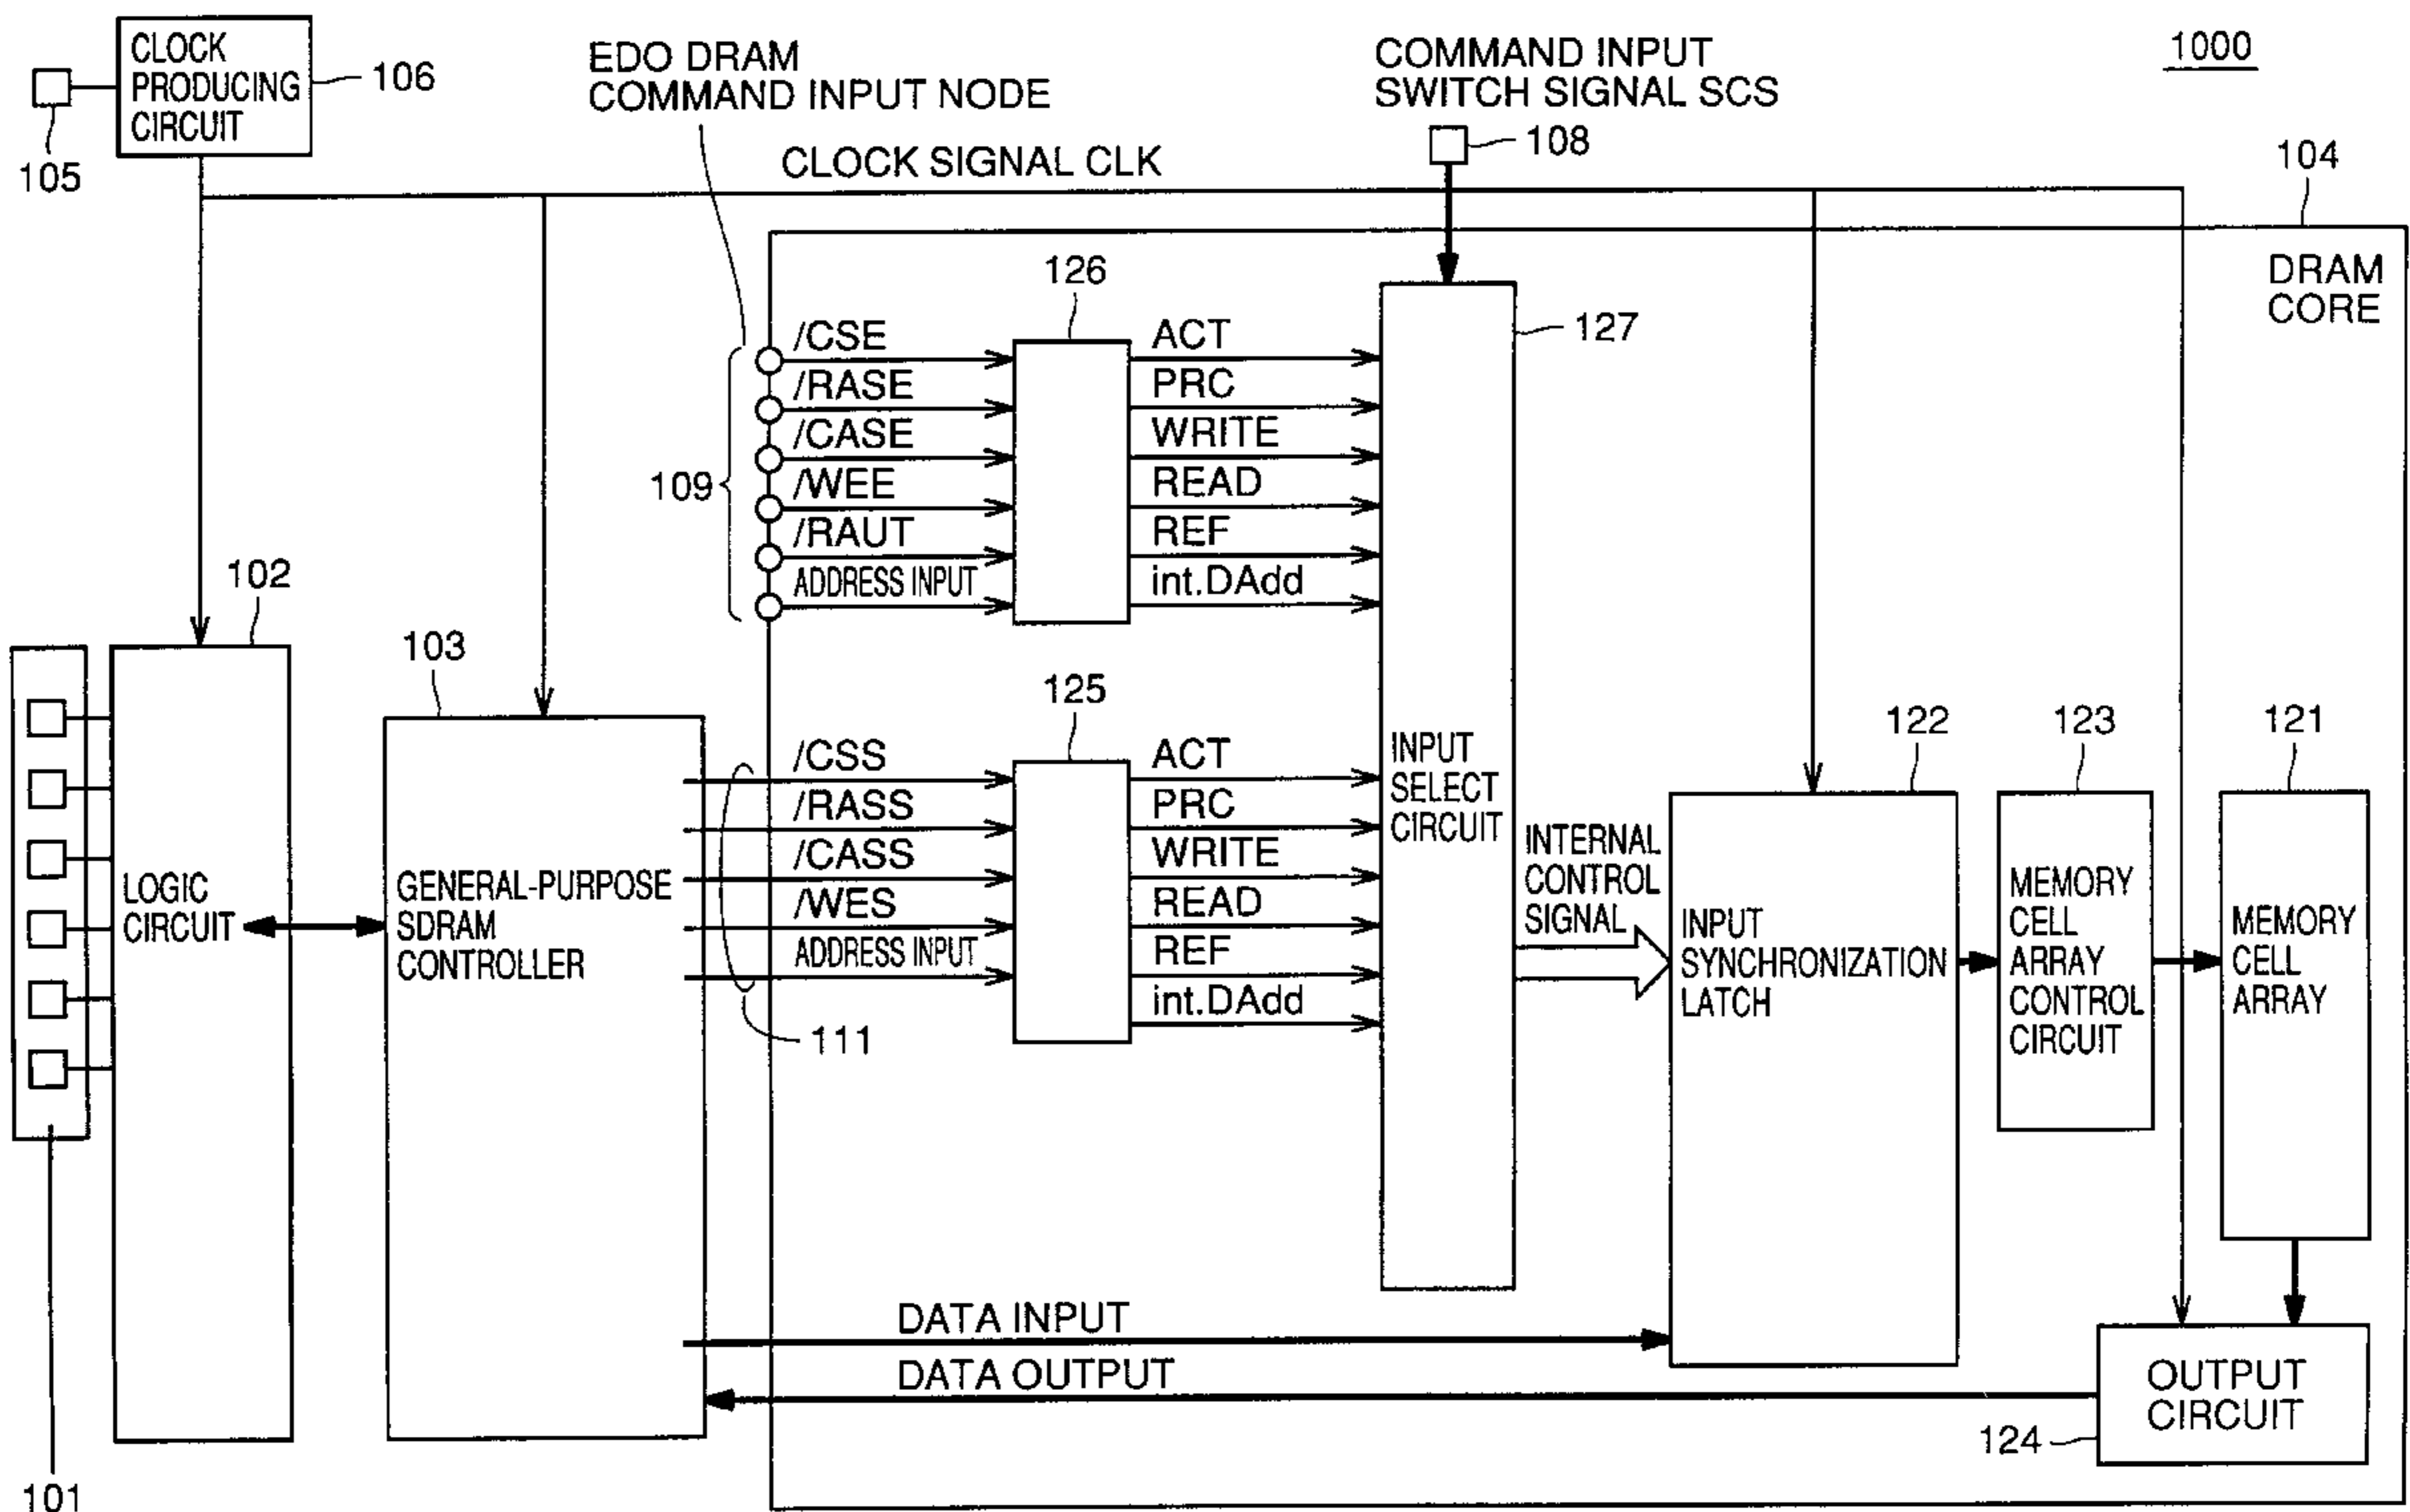 CLOCK
PRODUCING
CIRCUIT
106
105
EDO DRAM
COMMAND INPUT NODE
COMMAND INPUT
SWITCH SIGNAL SCS
108
1000
CLOCK SIGNAL CLK
104
DRAM
CORE
126
127
/CSE
/RASE
/CASE
/WEE
/RAUT
ADDRESS INPUT
109
ACT
PRC
WRITE
READ
REF
int.DAdd
102
103
125
122
123
121
LOGIC
CIRCUIT
GENERAL-PURPOSE
SDRAM
CONTROLLER
/CSS
/RASS
/CASS
/WES
ADDRESS INPUT
111
ACT
PRC
WRITE
READ
REF
int.DAdd
INPUT
SELECT
CIRCUIT
INTERNAL
CONTROL
SIGNAL
INPUT
SYNCHRONIZATION
LATCH
MEMORY
CELL
ARRAY
CONTROL
CIRCUIT
MEMORY
CELL
ARRAY
DATA INPUT
DATA OUTPUT
OUTPUT
CIRCUIT
124
101